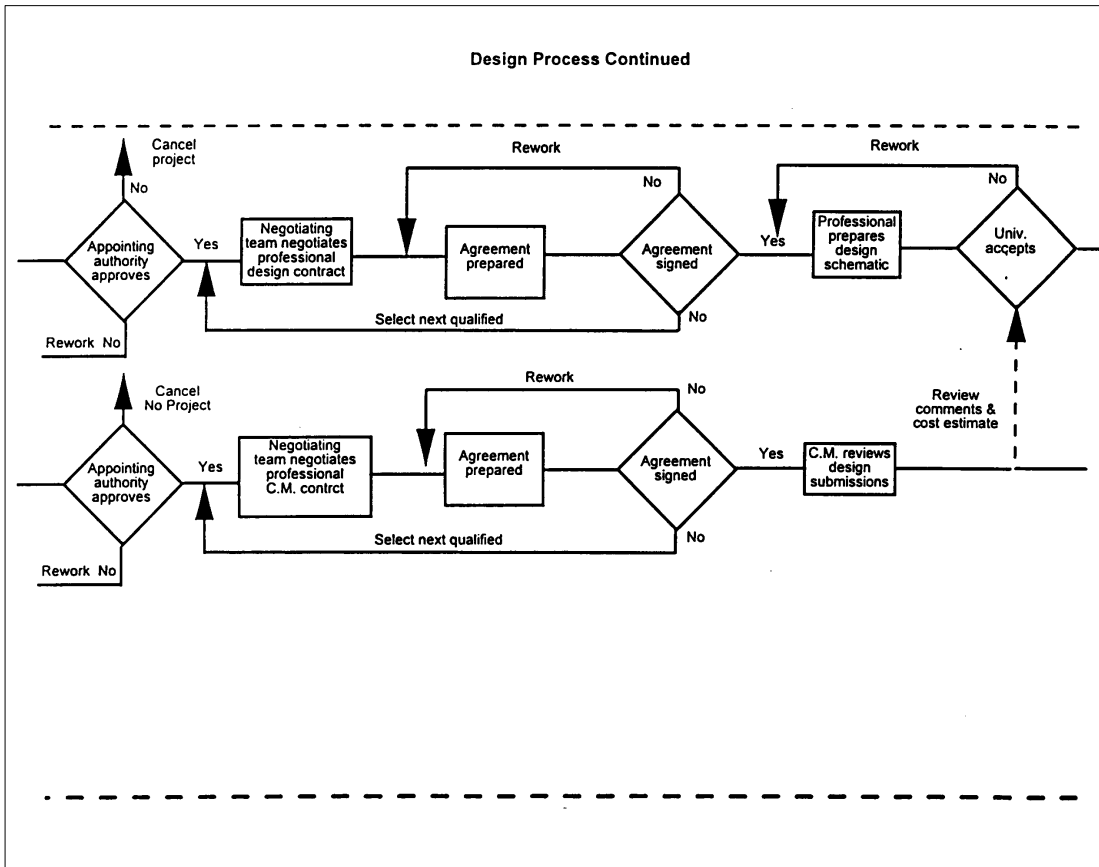 Design Process Continued
Cancel
project
No
Appointing
authority
approves
Rework No
Yes
Negotiating
team negotiates
professional
design contract
Rework
Agreement
prepared
No
Agreement
signed
No
Select next qualified
Yes
Rework
Professional
prepares
design
schematic
No
Univ.
accepts
Cancel
No Project
Appointing
authority
approves
Rework No
Yes
Negotiating
team negotiates
professional
C.M. contrct
Rework
Agreement
prepared
No
Agreement
signed
No
Select next qualified
Yes
C.M. reviews
design
submissions
Review
comments &
cost estimate